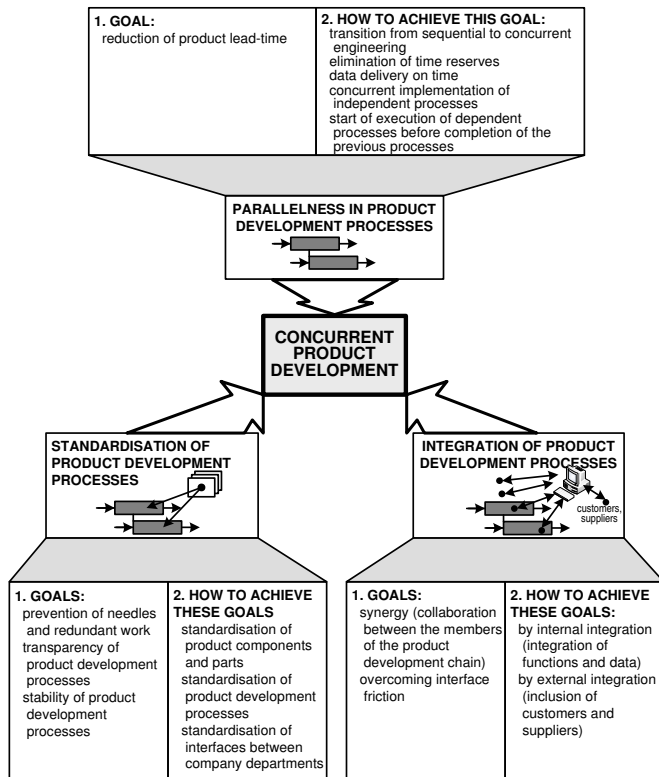 1. GOAL:
reduction of product lead-time
2. HOW TO ACHIEVE THIS GOAL:
transition from sequential to concurrent
engineering
elimination of time reserves
data delivery on time
concurrent implementation of
independent processes
start of execution of dependent
processes before completion of the
previous processes
PARALLELNESS IN PRODUCT
DEVELOPMENT PROCESSES
CONCURRENT
PRODUCT
DEVELOPMENT
STANDARDISATION OF
PRODUCT DEVELOPMENT
PROCESSES
INTEGRATION OF PRODUCT
DEVELOPMENT PROCESSES
customers,
suppliers
1. GOALS:
prevention of needles
and redundant work
transparency of
product development
processes
stability of product
development
processes
2. HOW TO ACHIEVE
THESE GOALS
standardisation of
product components
and parts
standardisation of
product development
processes
standardisation of
interfaces between
company departments
1. GOALS:
synergy (collaboration
between the members
of the product
development chain)
overcoming interface
friction
2. HOW TO ACHIEVE
THESE GOALS:
by internal integration
(integration of
functions and data)
by external integration
(inclusion of
customers and
suppliers)